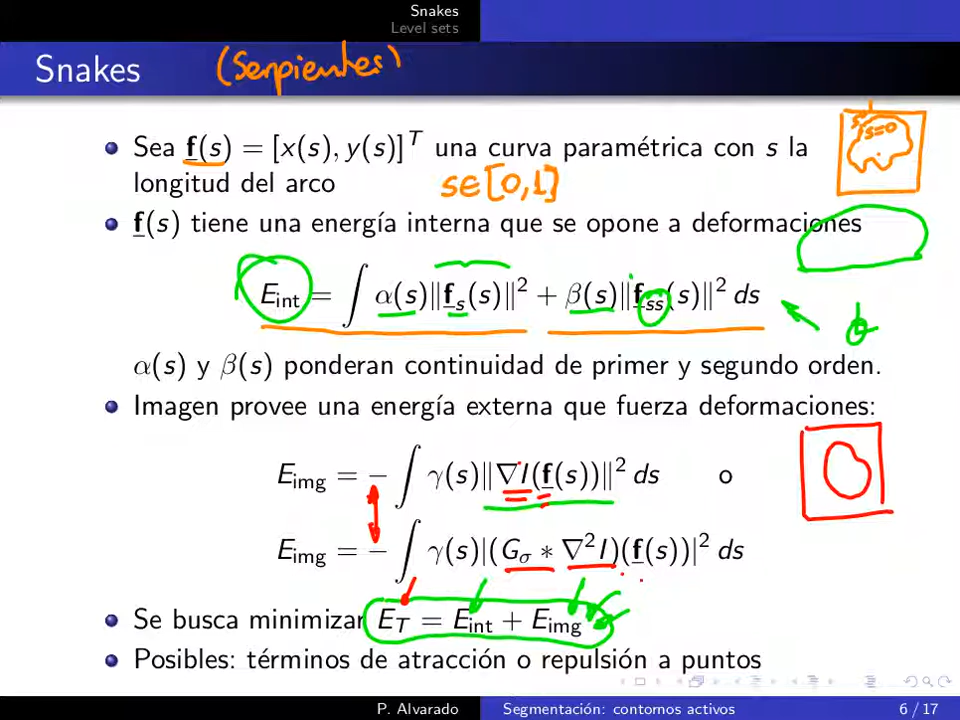 Snakes
Level sets
Snakes (Serpientes)
Sea f(s) = [x(s), y(s)]^T una curva paramétrica con s la
longitud del arco s∈[0,1]
s s=0
f(s) tiene una energía interna que se opone a deformaciones
E_int = ∫ α(s)‖f_s(s)‖² + β(s)‖f_ss(s)‖² ds
α(s) y β(s) ponderan continuidad de primer y segundo orden.
Imagen provee una energía externa que fuerza deformaciones:
E_img = − ∫ γ(s)‖∇I(f(s))‖² ds o
E_img = − ∫ γ(s)|(G_σ ∗ ∇²I)(f(s))|² ds
Se busca minimizar E_T = E_int + E_img
Posibles: términos de atracción o repulsión a puntos
P. Alvarado Segmentación: contornos activos 6 / 17